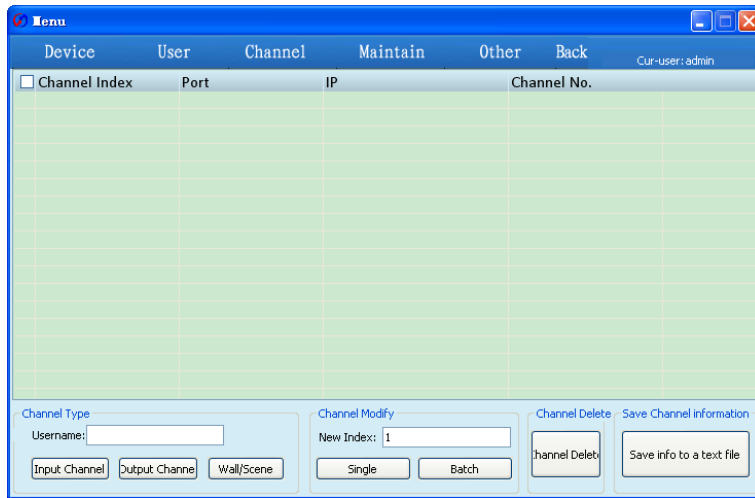 Menu
Device User Channel Maintain Other Back Cur-user: admin
Channel Index Port IP Channel No.
Channel Type Channel Modify Channel Delete Save Channel information
Username: New Index: 1
Channel Delete Save info to a text file
Input Channel Output Channe Wall/Scene Single Batch